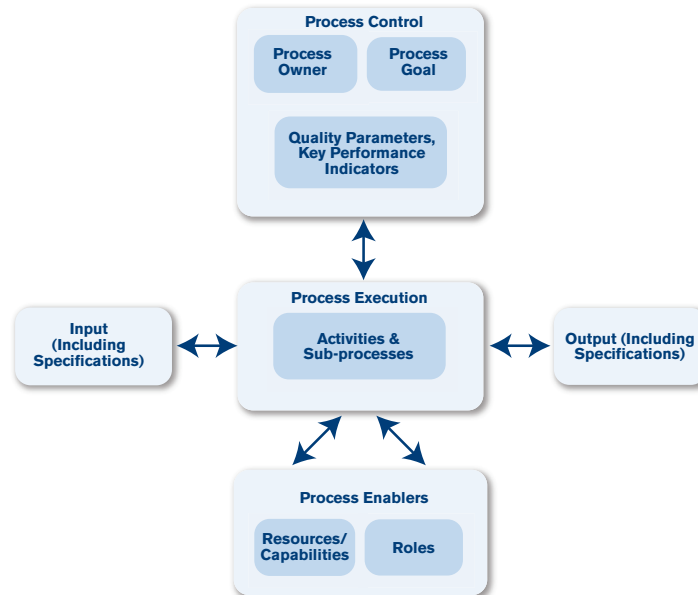 Process Control
Process
Owner
Process
Goal
Quality Parameters,
Key Performance
Indicators
Process Execution
Activities &
Sub-processes
Input
(Including
Specifications)
Output (Including
Specifications)
Process Enablers
Resources/
Capabilities
Roles